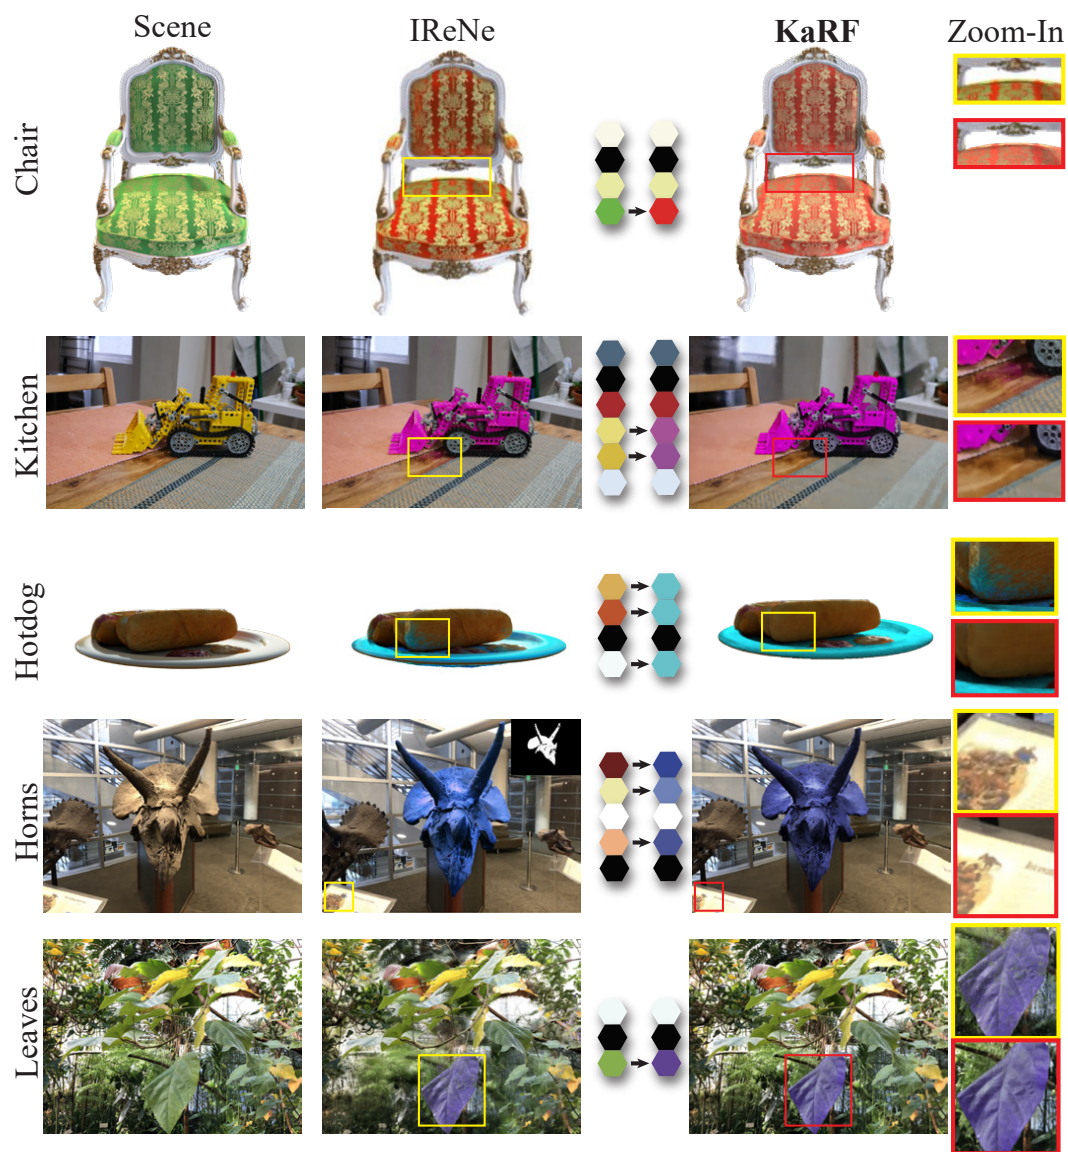 Scene
IReNe
KaRF
Zoom-In
Chair
Kitchen
Hotdog
Horns
Leaves